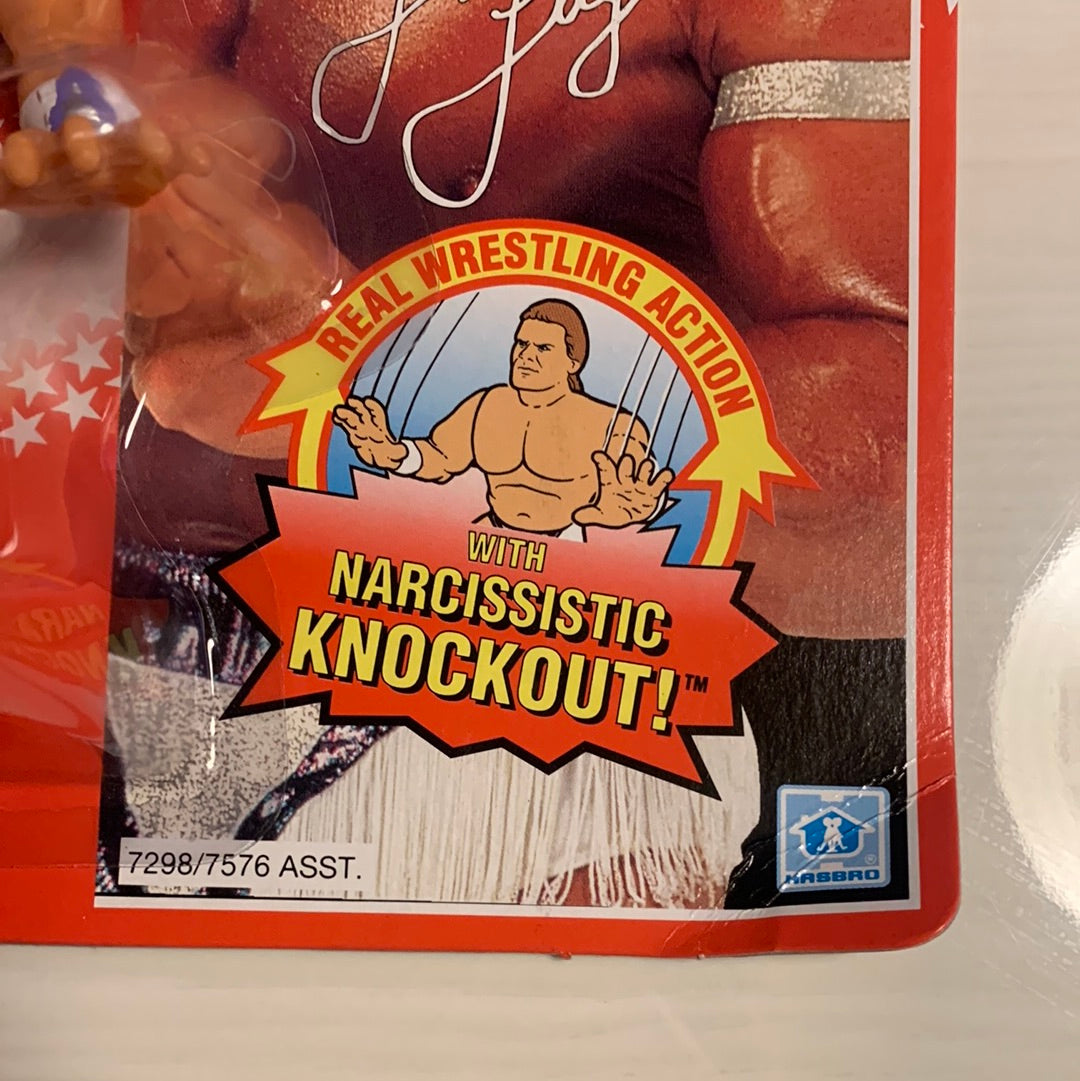 REAL WRESTLING ACTION
WITH
NARCISSISTIC
KNOCKOUT!™
7298/7576 ASST.
®
HASBRO